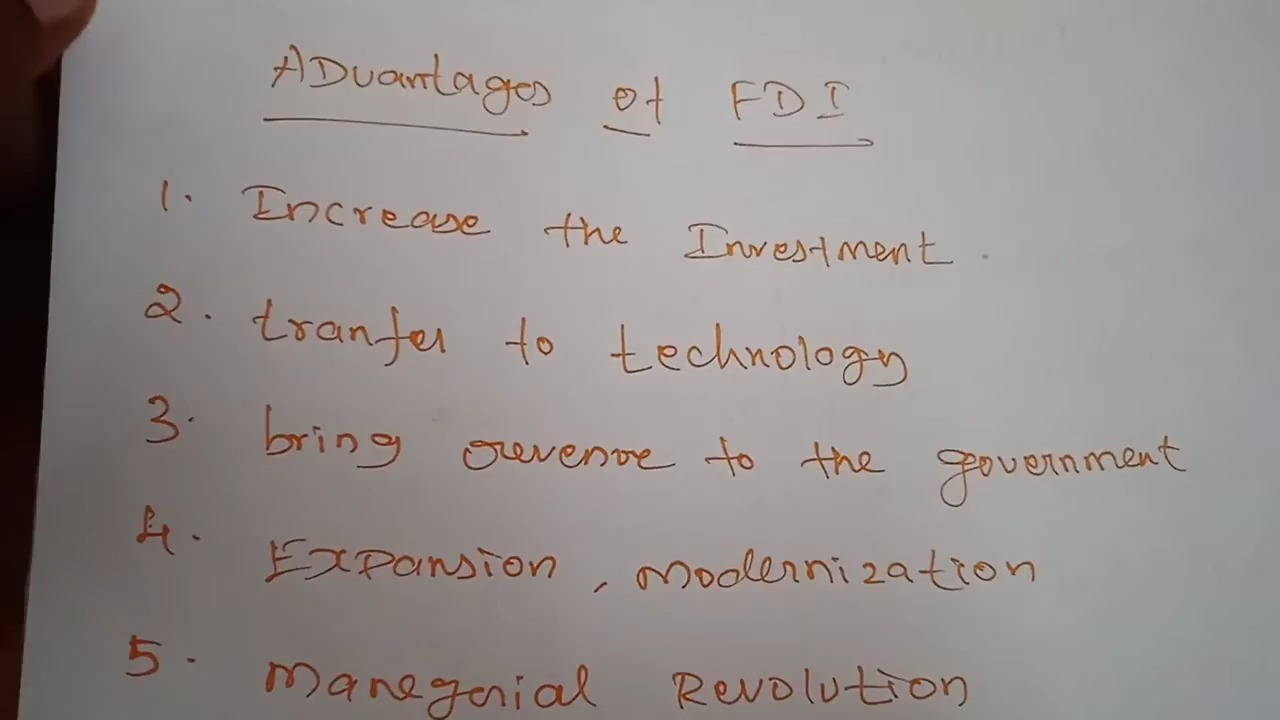 ADvantages of FDI
1. Increase the Investment.
2. tranfer to technology
3. bring revenue to the government
4. Expansion, modernization
5. Manegerial Revolution